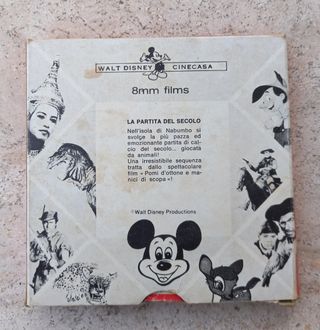 WALT DISNEY CINECASA
8mm films
LA PARTITA DEL SECOLO
Nell'isola di Nabumbo si
svolge la più pazza ed
emozionante partita di cal-
cio del secolo... giocata
da animali!
Una irresistibile sequenza
tratta dallo spettacolare
film « Pomi d'ottone e ma-
nici di scopa »!
©Walt Disney Productions